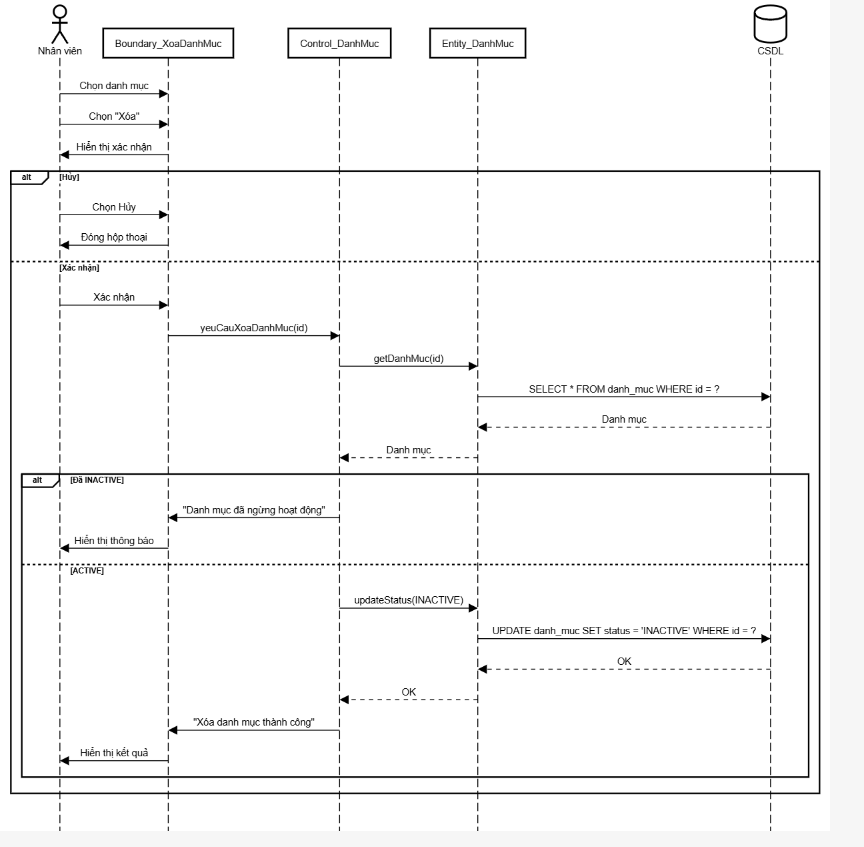 Nhân viên
Boundary_XoaDanhMuc
Control_DanhMuc
Entity_DanhMuc
CSDL
Chọn danh mục
Chọn "Xóa"
Hiển thị xác nhận
alt
[Hủy]
Chọn Hủy
Đóng hộp thoại
[Xác nhận]
Xác nhận
yeuCauXoaDanhMuc(id)
getDanhMuc(id)
SELECT * FROM danh_muc WHERE id = ?
Danh mục
Danh mục
alt
[Đã INACTIVE]
"Danh mục đã ngừng hoạt động"
Hiển thị thông báo
[ACTIVE]
updateStatus(INACTIVE)
UPDATE danh_muc SET status = 'INACTIVE' WHERE id = ?
OK
OK
"Xóa danh mục thành công"
Hiển thị kết quả